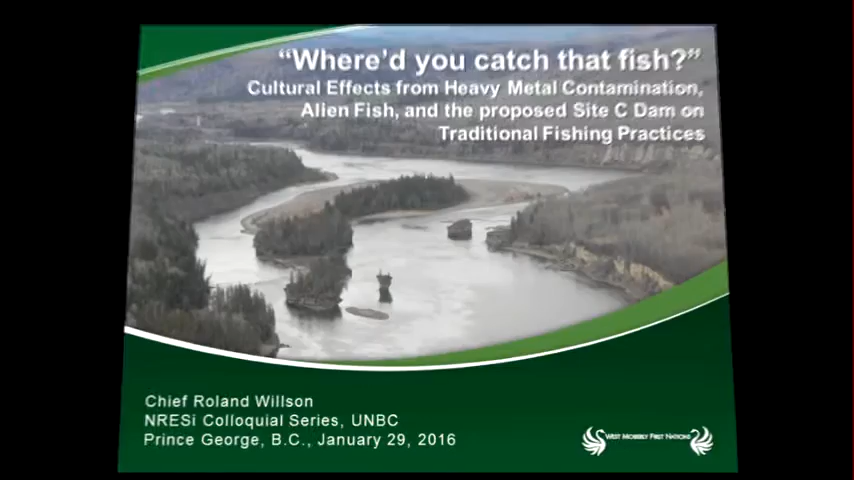 “Where’d you catch that fish?”
Cultural Effects from Heavy Metal Contamination,
Alien Fish, and the proposed Site C Dam on
Traditional Fishing Practices
Chief Roland Willson
NRESi Colloquial Series, UNBC
Prince George, B.C., January 29, 2016
West Moberly First Nations